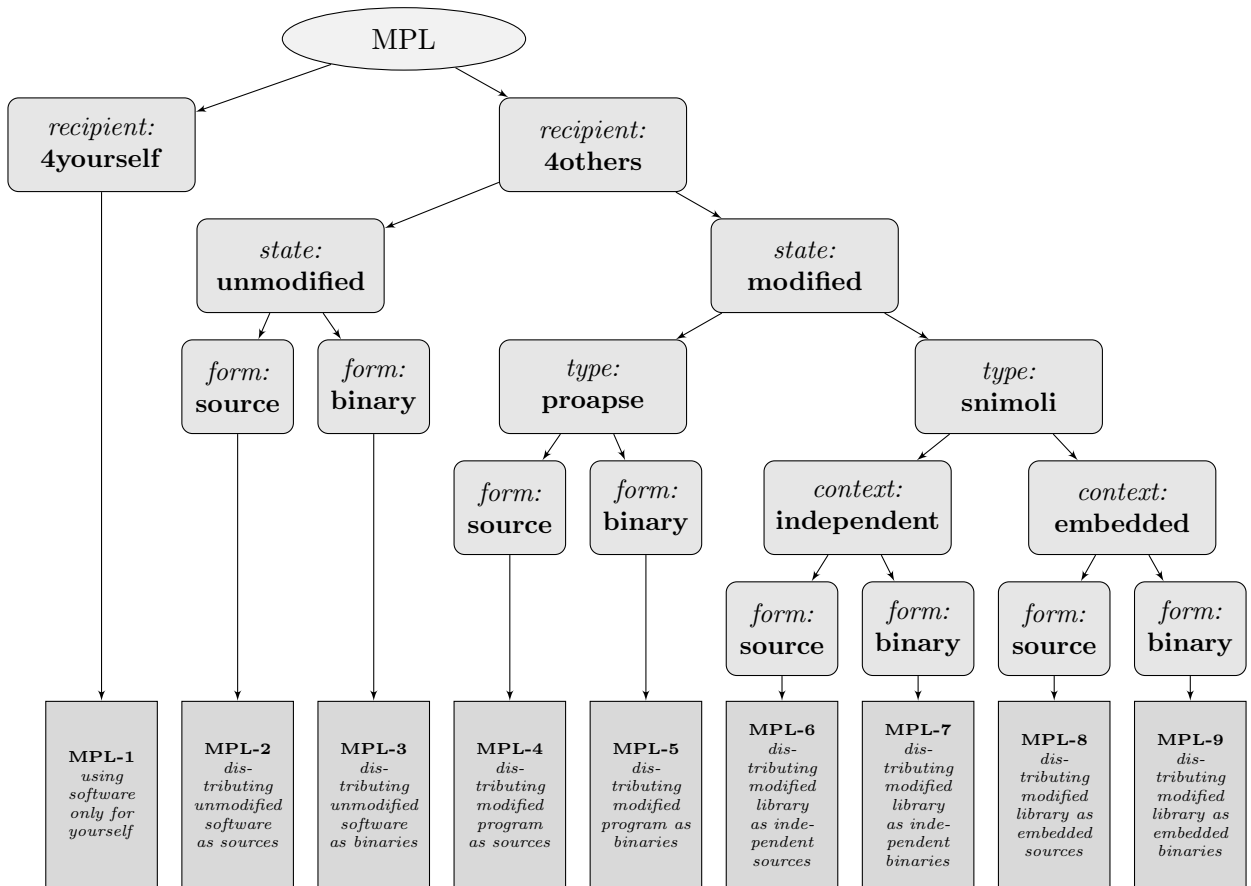 MPL
recipient:
4yourself
recipient:
4others
state:
unmodified
state:
modified
form:
source
form:
binary
type:
proapse
type:
snimoli
form:
source
form:
binary
context:
independent
context:
embedded
form:
source
form:
binary
form:
source
form:
binary
MPL-1
using
software
only for
yourself
MPL-2
dis-
tributing
unmodified
software
as sources
MPL-3
dis-
tributing
unmodified
software
as binaries
MPL-4
dis-
tributing
modified
program
as sources
MPL-5
dis-
tributing
modified
program as
binaries
MPL-6
dis-
tributing
modified
library
as inde-
pendent
sources
MPL-7
dis-
tributing
modified
library
as inde-
pendent
binaries
MPL-8
dis-
tributing
modified
library as
embedded
sources
MPL-9
dis-
tributing
modified
library as
embedded
binaries